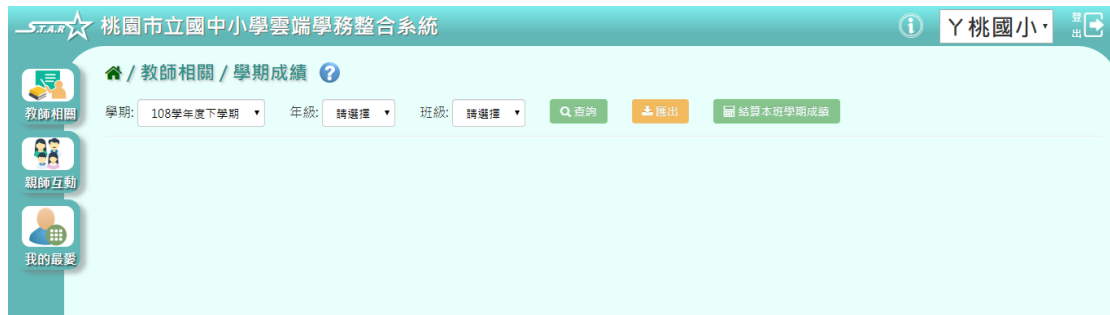 S.T.A.R 桃園市立國中小學雲端學務整合系統
ㄚ桃國小
登出
/ 教師相關 / 學期成績 ?
學期: 108學年度下學期 年級: 請選擇 班級: 請選擇 查詢 匯出 結算本班學期成績
教師相關
親師互動
我的最愛